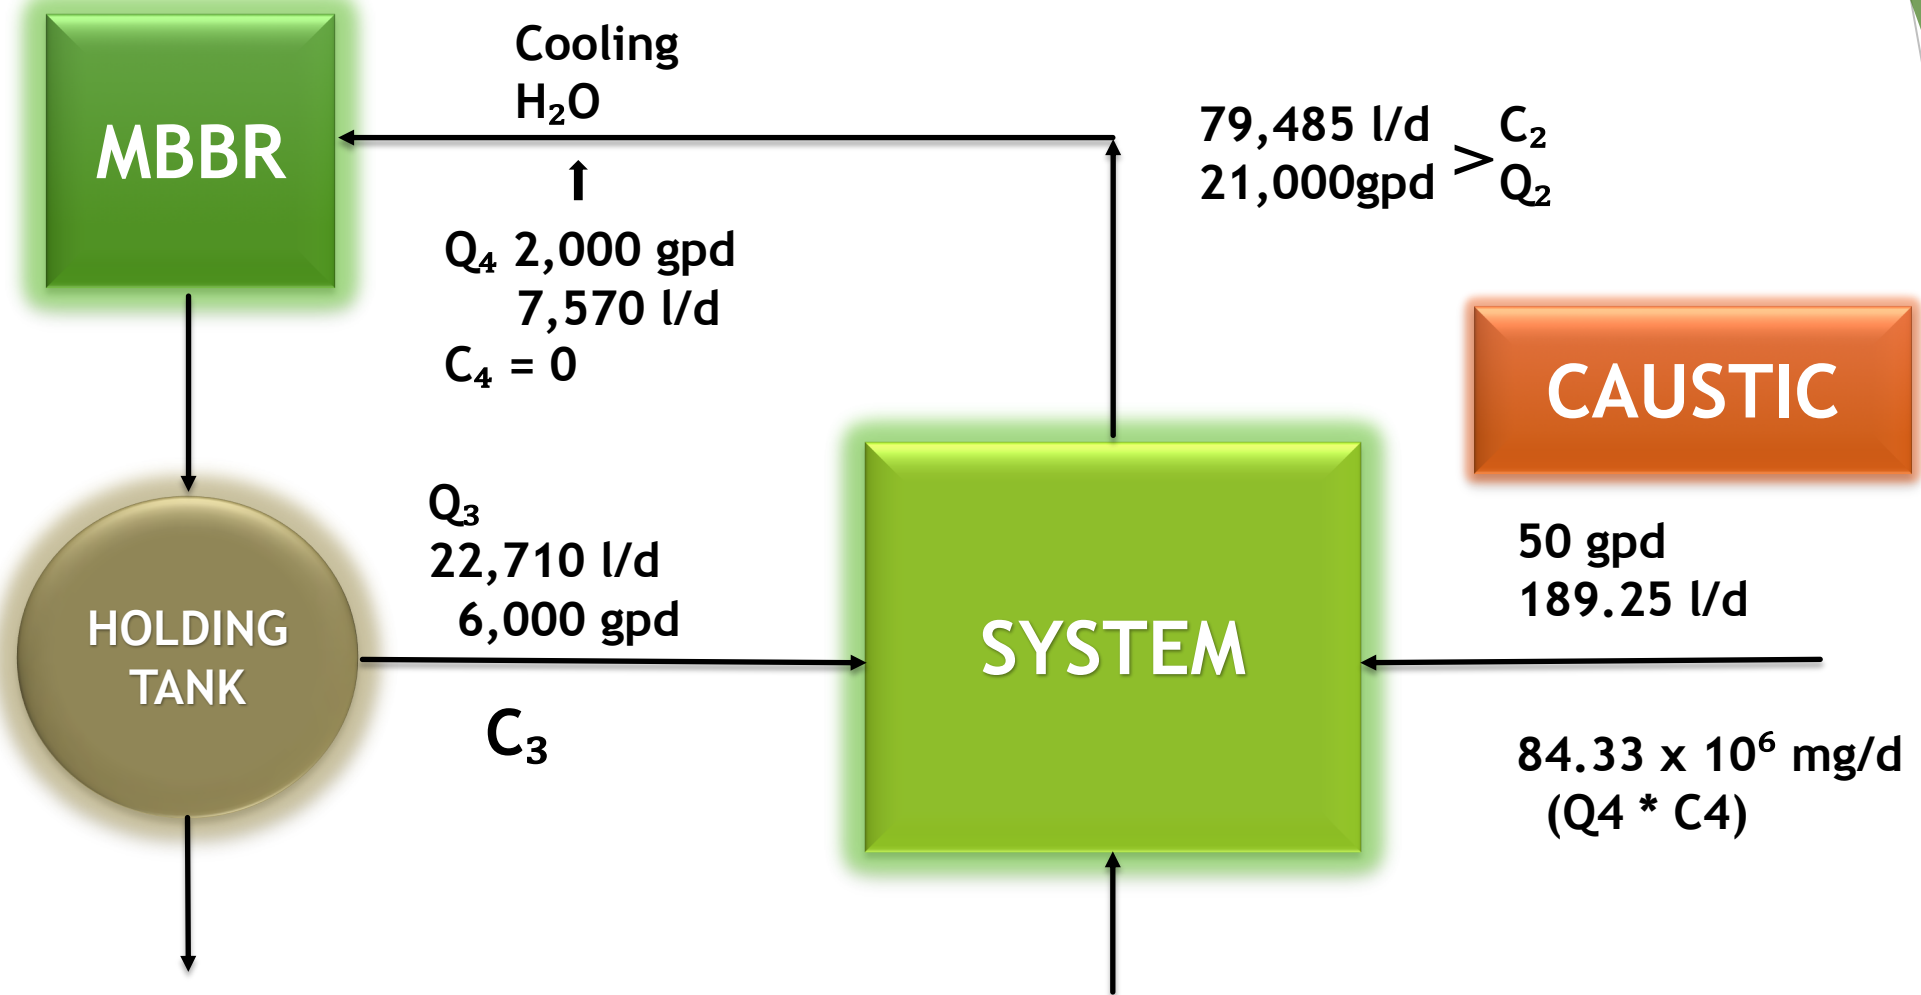 MBBR
Cooling
H₂O
79,485 l/d
21,000gpd
>
C₂
Q₂
Q₄ 2,000 gpd
7,570 l/d
C₄ = 0
CAUSTIC
Q₃
22,710 l/d
6,000 gpd
50 gpd
189.25 l/d
HOLDING
TANK
SYSTEM
C₃
84.33 x 10⁶ mg/d
(Q4 * C4)